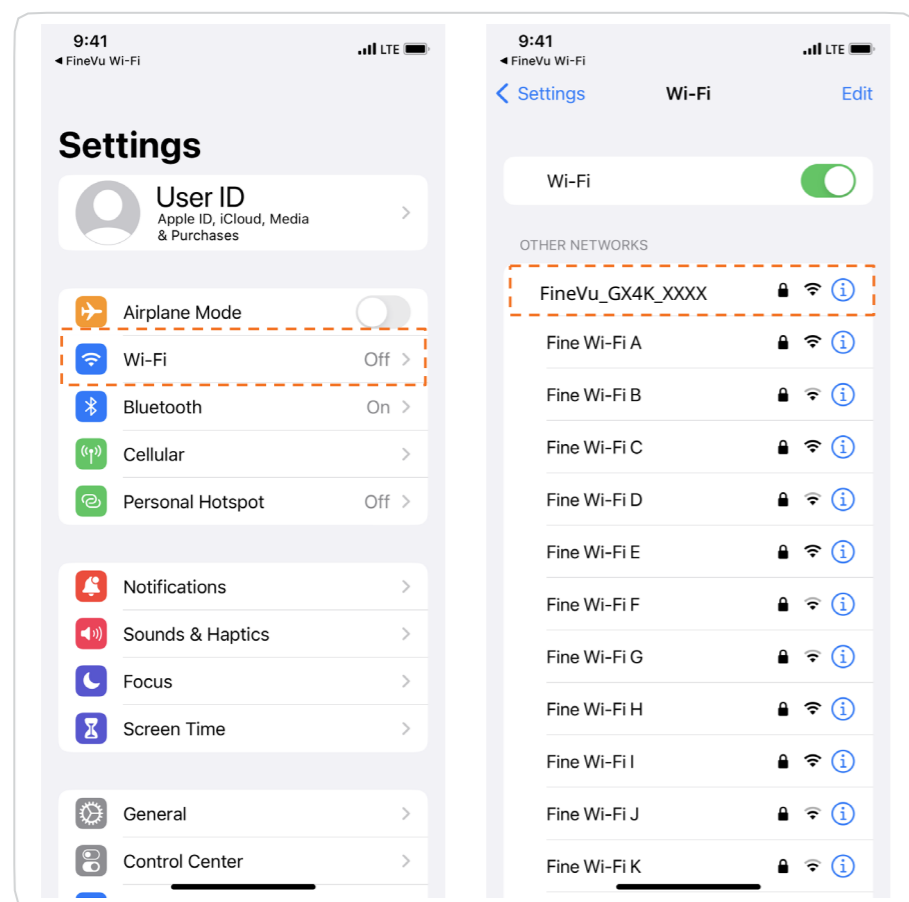 9:41
LTE
◀ FineVu Wi-Fi
Settings
User ID
Apple ID, iCloud, Media
& Purchases
Airplane Mode
Wi-Fi Off
Bluetooth On
Cellular
Personal Hotspot Off
Notifications
Sounds & Haptics
Focus
Screen Time
General
Control Center
9:41
LTE
◀ FineVu Wi-Fi
Settings Wi-Fi Edit
Wi-Fi
OTHER NETWORKS
FineVu_GX4K_XXXX
Fine Wi-Fi A
Fine Wi-Fi B
Fine Wi-Fi C
Fine Wi-Fi D
Fine Wi-Fi E
Fine Wi-Fi F
Fine Wi-Fi G
Fine Wi-Fi H
Fine Wi-Fi I
Fine Wi-Fi J
Fine Wi-Fi K